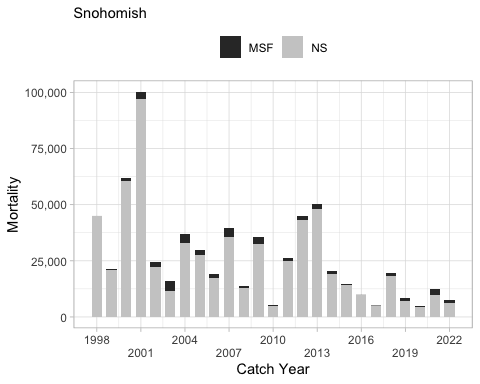 Snohomish
MSF NS
100,000
75,000
50,000
25,000
0
Mortality
1998 2004 2010 2016 2022
2001 2007 2013 2019
Catch Year